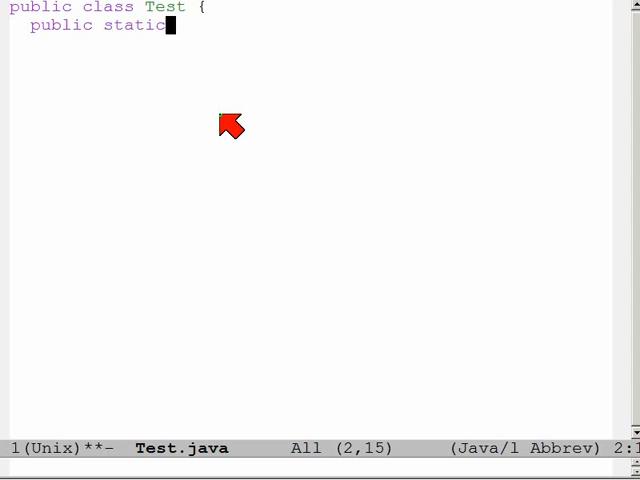 public class Test {
public static
1(Unix)**- Test.java All (2,15) (Java/l Abbrev) 2:1